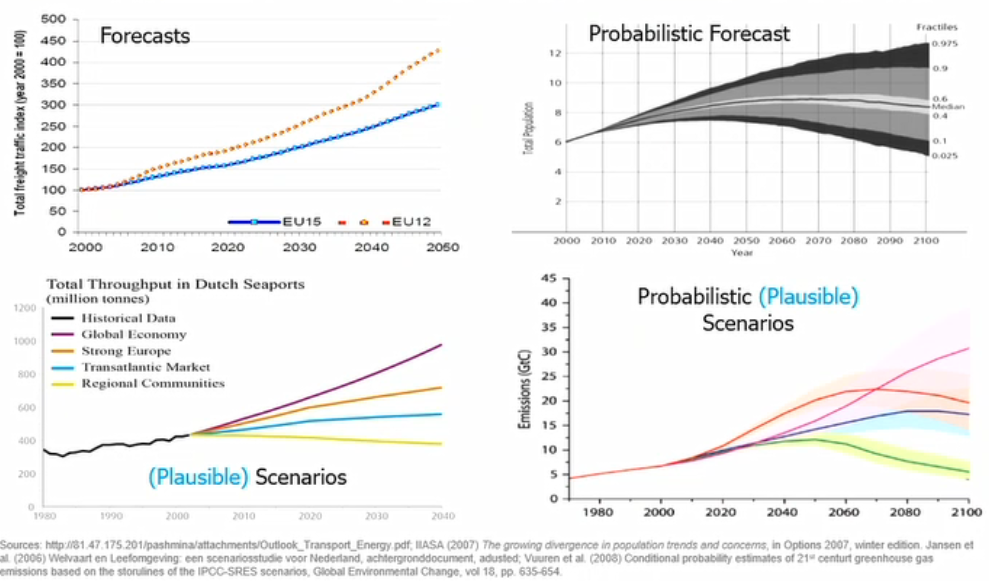 Forecasts
Total freight traffic index (year 2000 = 100)
500
450
400
350
300
250
200
150
100
50
0
EU15 EU12
2000 2010 2020 2030 2040 2050
Probabilistic Forecast
Fractiles
Total Population
12
10
8
6
4
2
0.975
0.9
0.6
Median
0.4
0.1
0.025
2000 2010 2020 2030 2040 2050 2060 2070 2080 2090 2100
Year
Total Throughput in Dutch Seaports
(million tonnes)
1200
1000
800
600
400
200
0
Historical Data
Global Economy
Strong Europe
Transatlantic Market
Regional Communities
(Plausible) Scenarios
1980 1990 2000 2010 2020 2030 2040
Probabilistic (Plausible)
Scenarios
Emissions (GtC)
45
40
35
30
25
20
15
10
5
0
1980 2000 2020 2040 2060 2080 2100
Sources: http://81.47.175.201/pashmina/attachments/Outlook_Transport_Energy.pdf; IIASA (2007) The growing divergence in population trends and concerns, in Options 2007, winter edition. Jansen et
al. (2006) Welvaart en Leefomgeving: een scenariosstudie voor Nederland, achtergronddocument, adusted; Vuuren et al. (2008) Conditional probability estimates of 21st centurt greenhouse gas
emissions based on the storulines of the IPCC-SRES scenarios, Global Environmental Change, vol 18, pp. 635-654.